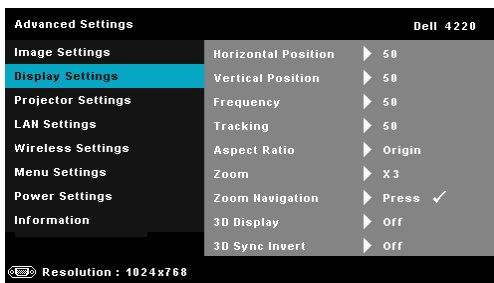 Advanced Settings Dell 4220
Image Settings
Display Settings
Projector Settings
LAN Settings
Wireless Settings
Menu Settings
Power Settings
Information
Horizontal Position 50
Vertical Position 50
Frequency 50
Tracking 50
Aspect Ratio Origin
Zoom X3
Zoom Navigation Press ✓
3D Display Off
3D Sync Invert Off
Resolution : 1024x768